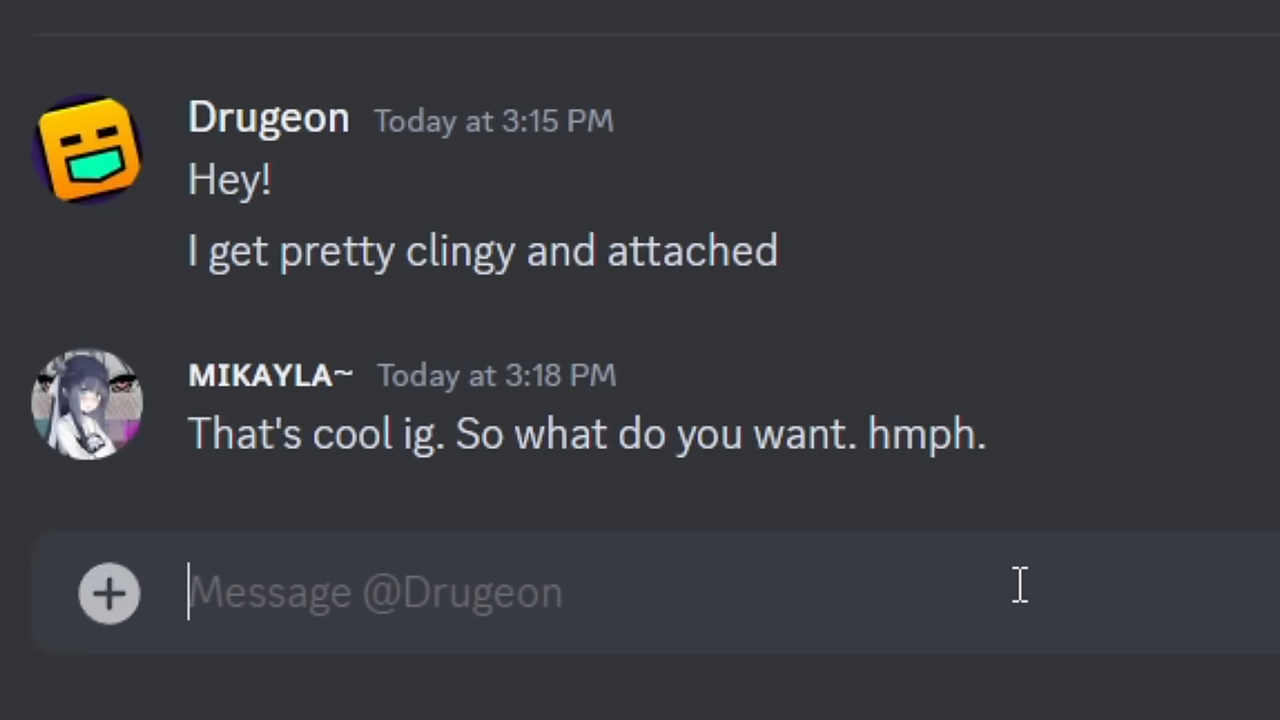 Drugeon Today at 3:15 PM
Hey!
I get pretty clingy and attached
MIKAYLA~ Today at 3:18 PM
That's cool ig. So what do you want. hmph.
Message @Drugeon